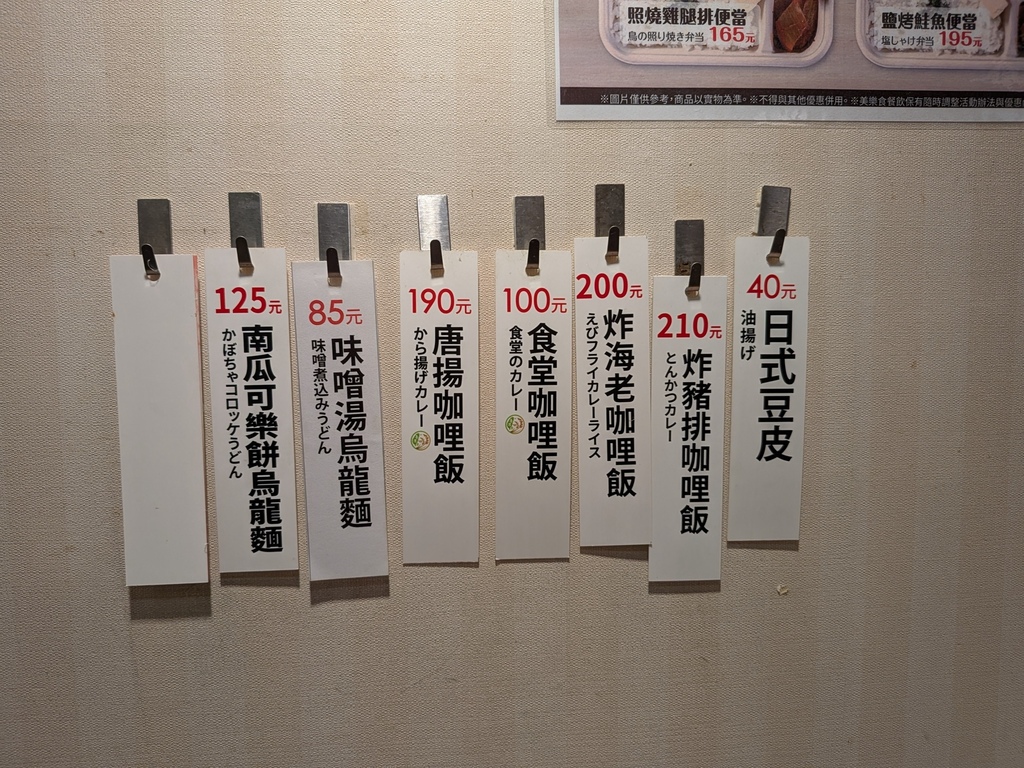 照燒雞腿排便當
鳥の照り焼き弁当 165元
鹽烤鮭魚便當
塩しゃけ弁当 195元
※圖片僅供參考,商品以實物為準。※不得與其他優惠併用。※美樂食餐飲保有隨時調整活動辦法與優惠
125元
南瓜可樂餅烏龍麵
かぼちゃコロッケうどん
85元
味噌湯烏龍麵
味噌煮込みうどん
190元
唐揚咖哩飯
から揚げカレー
100元
食堂咖哩飯
食堂のカレー
200元
炸海老咖哩飯
えびフライカレーライス
210元
炸豬排咖哩飯
とんかつカレー
40元
日式豆皮
油揚げ